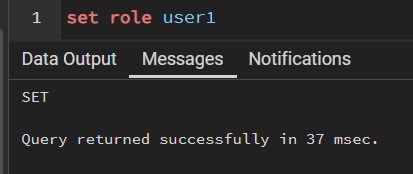 1 set role user1
Data Output Messages Notifications
SET
Query returned successfully in 37 msec.